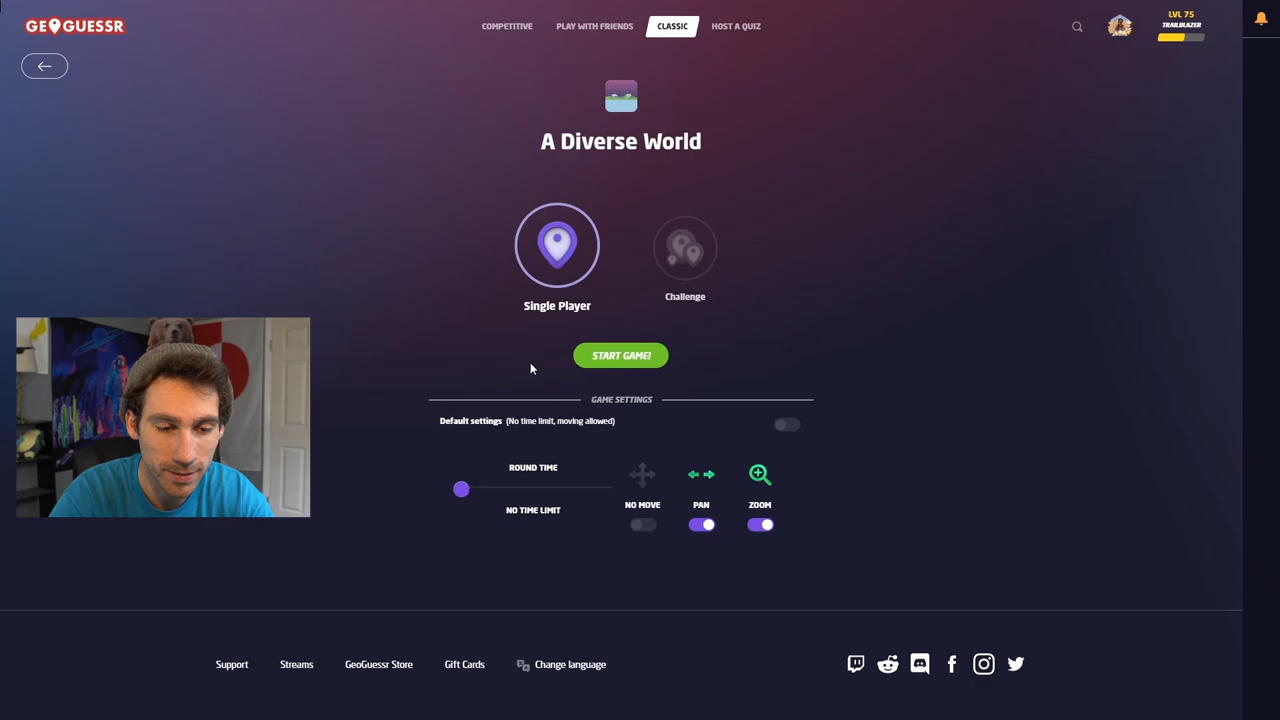 GEOGUESSR
COMPETITIVE
PLAY WITH FRIENDS
CLASSIC
HOST A QUIZ
LVL 75
TRAILBLAZER
A Diverse World
Single Player
Challenge
START GAME!
GAME SETTINGS
Default settings (No time limit, moving allowed)
ROUND TIME
NO TIME LIMIT
NO MOVE
PAN
ZOOM
Support
Streams
GeoGuessr Store
Gift Cards
Change language